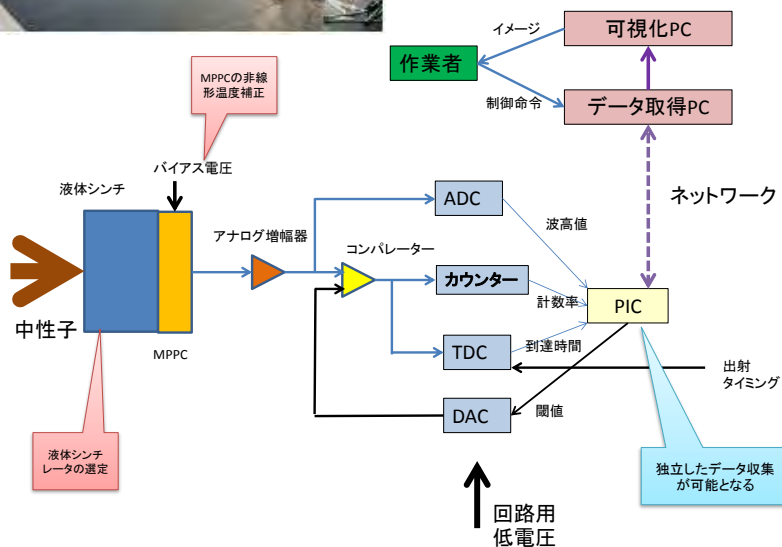 イメージ
可視化PC
作業者
制御命令
データ取得PC
MPPCの非線
形温度補正
バイアス電圧
液体シンチ
ADC
ネットワーク
波高値
アナログ増幅器
コンパレーター
カウンター
計数率
PIC
中性子
MPPC
TDC
到達時間
出射
タイミング
DAC
閾値
液体シンチ
レータの選定
独立したデータ収集
が可能となる
回路用
低電圧